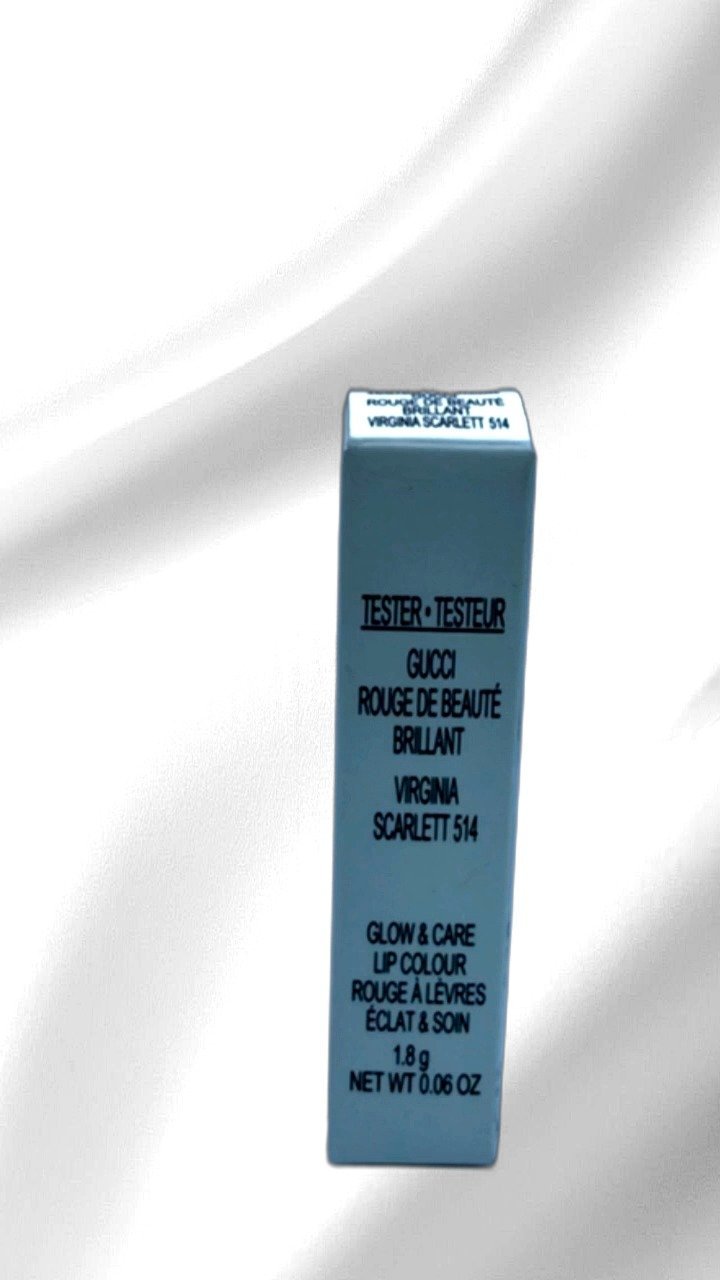 ROUGE DE BEAUTÉ
BRILLANT
VIRGINIA SCARLETT 514
TESTER • TESTEUR
GUCCI
ROUGE DE BEAUTÉ
BRILLANT
VIRGINIA
SCARLETT 514
GLOW & CARE
LIP COLOUR
ROUGE À LÈVRES
ÉCLAT & SOIN
1.8 g
NET WT 0.06 OZ